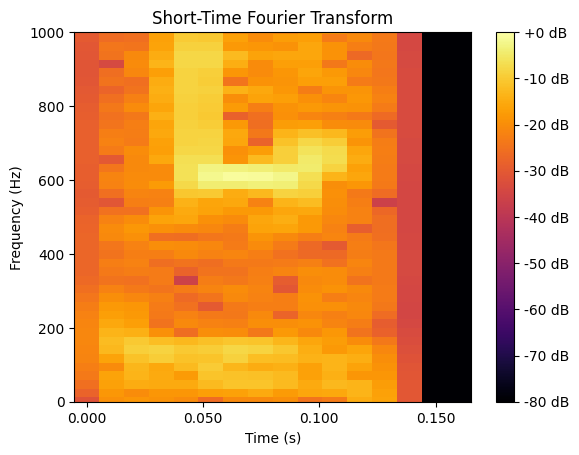 Short-Time Fourier Transform
1000
800
600
400
200
0
Frequency (Hz)
0.000
0.050
0.100
0.150
Time (s)
+0 dB
-10 dB
-20 dB
-30 dB
-40 dB
-50 dB
-60 dB
-70 dB
-80 dB